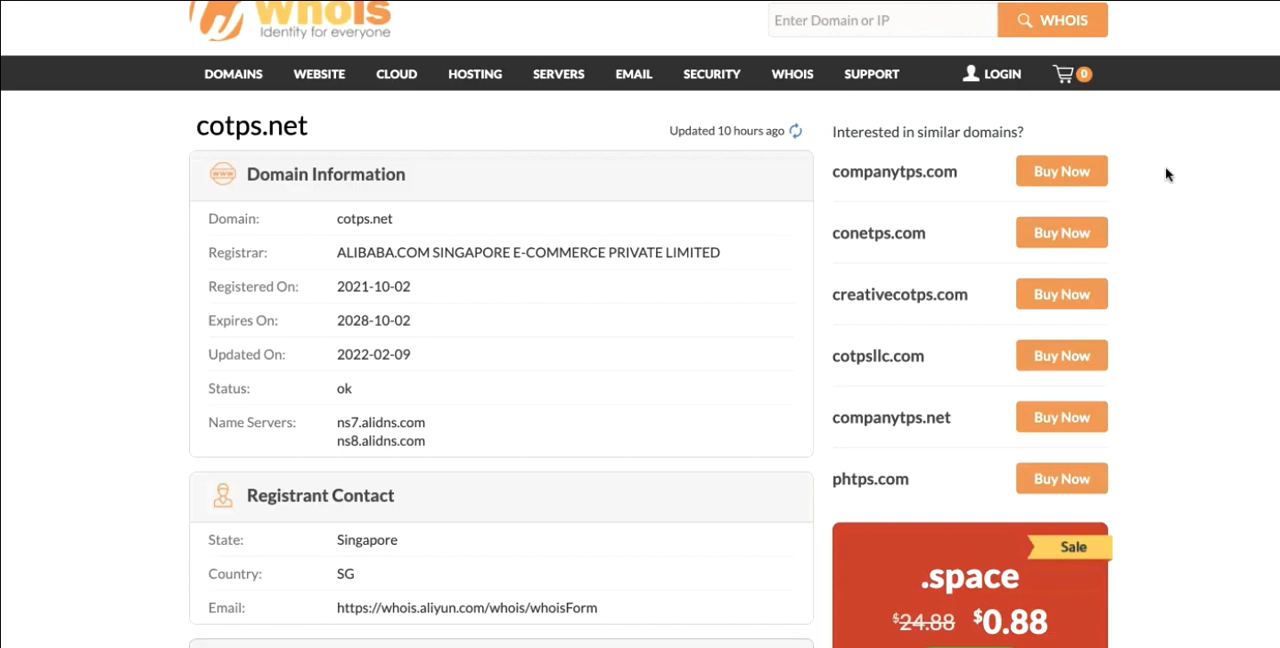 Whois
Identity for everyone
Enter Domain or IP
WHOIS
DOMAINS WEBSITE CLOUD HOSTING SERVERS EMAIL SECURITY WHOIS SUPPORT LOGIN 0
cotps.net
Updated 10 hours ago
www
Domain Information
Domain: cotps.net
Registrar: ALIBABA.COM SINGAPORE E-COMMERCE PRIVATE LIMITED
Registered On: 2021-10-02
Expires On: 2028-10-02
Updated On: 2022-02-09
Status: ok
Name Servers: ns7.alidns.com
ns8.alidns.com
Registrant Contact
State: Singapore
Country: SG
Email: https://whois.aliyun.com/whois/whoisForm
Interested in similar domains?
companytps.com Buy Now
conetps.com Buy Now
creativecotps.com Buy Now
cotpsllc.com Buy Now
companytps.net Buy Now
phtps.com Buy Now
Sale
.space
$24.88 $0.88